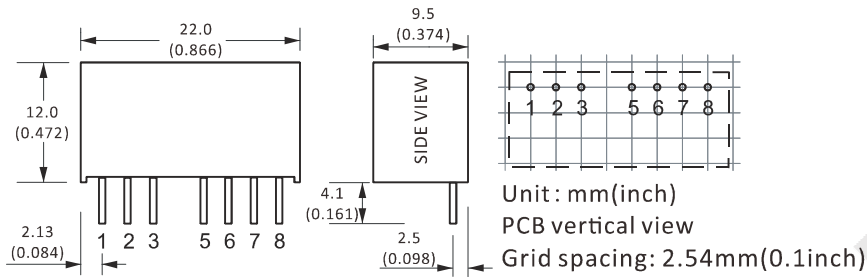 22.0
(0.866)
9.5
(0.374)
12.0
(0.472)
SIDE VIEW
1 2 3 5 6 7 8
4.1
(0.161)
2.13
(0.084)
1 2 3 5 6 7 8
2.5
(0.098)
Unit: mm(inch)
PCB vertical view
Grid spacing: 2.54mm(0.1inch)